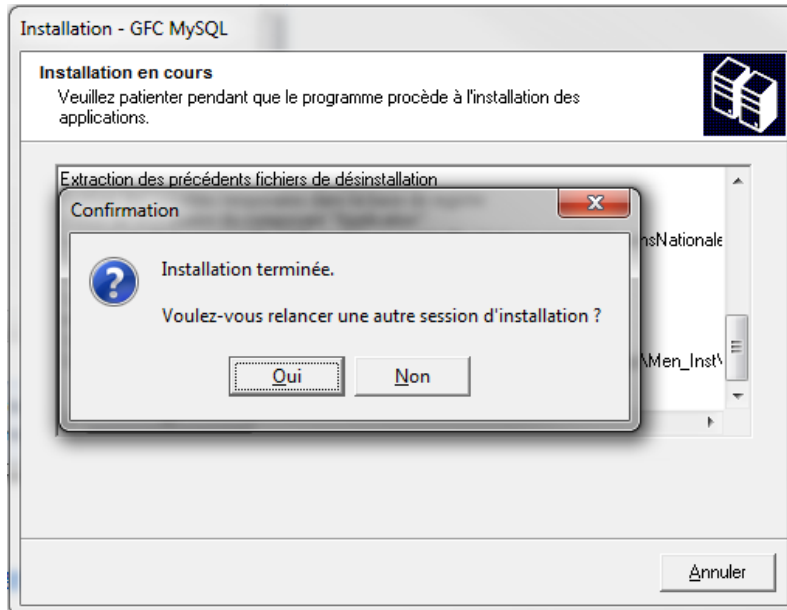 Installation - GFC MySQL
Installation en cours
Veuillez patienter pendant que le programme procède à l'installation des
applications.
Extraction des précédents fichiers de désinstallation
Confirmation
nsNationale
Installation terminée.
Voulez-vous relancer une autre session d'installation ?
\Men_Inst\
Oui
Non
Annuler